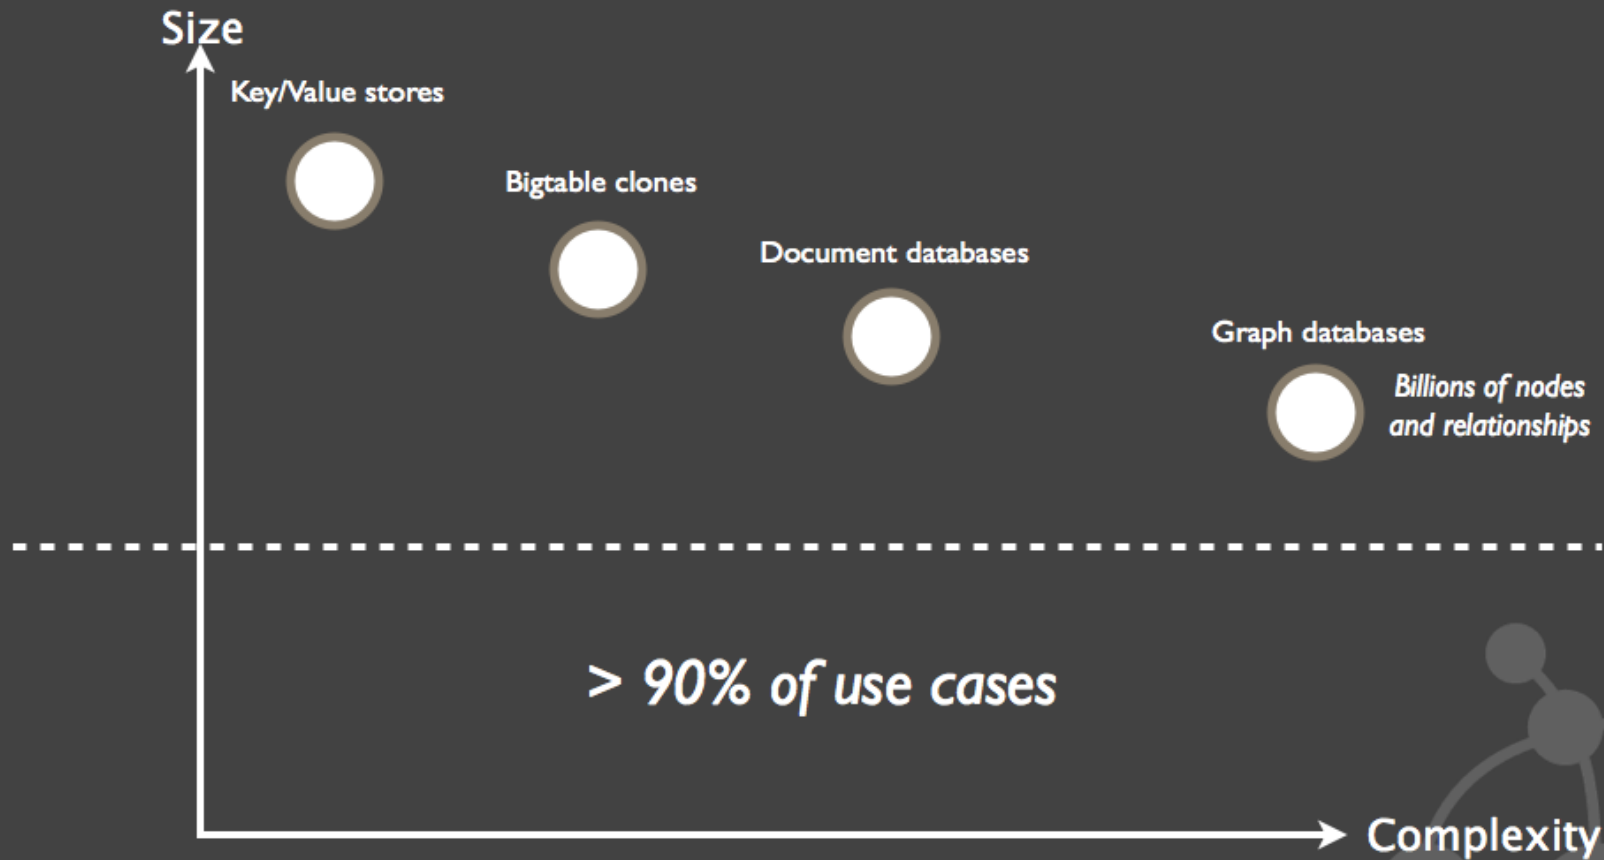 Size
Key/Value stores
Bigtable clones
Document databases
Graph databases
Billions of nodes
and relationships
> 90% of use cases
Complexity